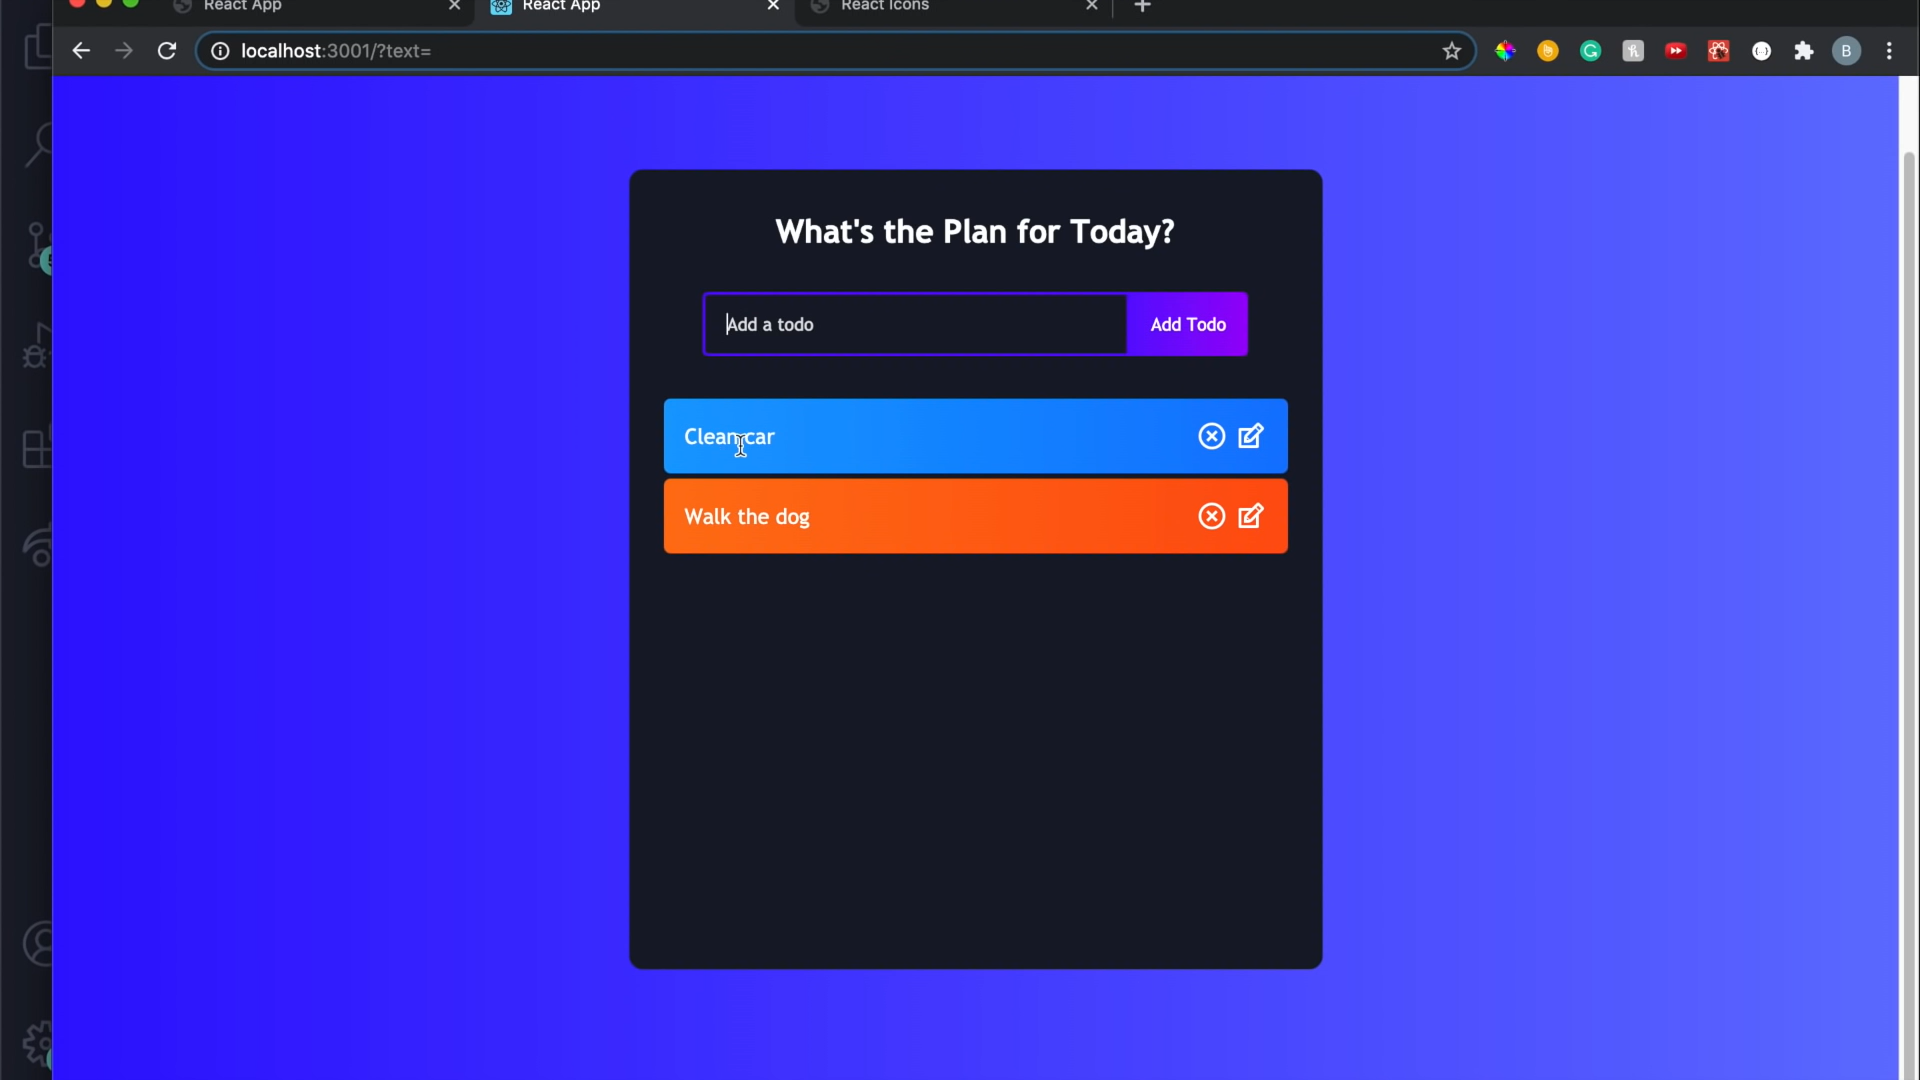 React App
React App
React Icons
localhost:3001/?text=
B
What's the Plan for Today?
Add a todo
Add Todo
Clean car
Walk the dog